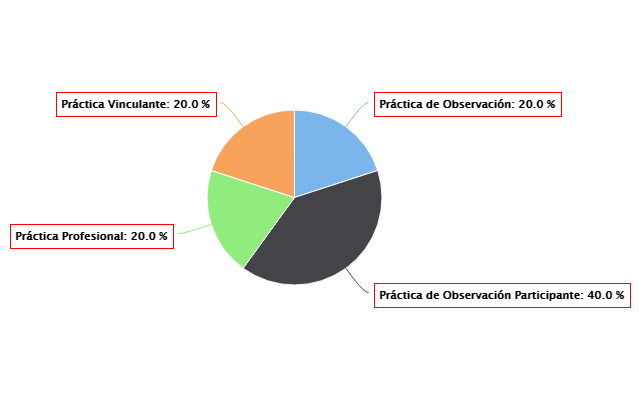 Práctica Vinculante: 20.0 %
Práctica de Observación: 20.0 %
Práctica Profesional: 20.0 %
Práctica de Observación Participante: 40.0 %